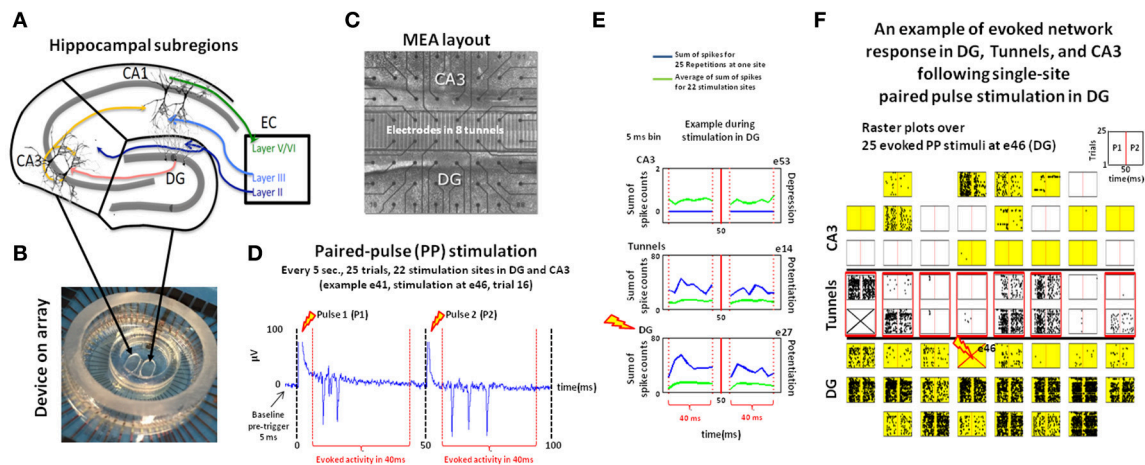 A
Hippocampal subregions
CA1
EC
Layer V/VI
CA3
Layer III
DG
Layer II
B
Device on array
C
MEA layout
CA3
Electrodes in 8 tunnels
DG
D
Paired-pulse (PP) stimulation
Every 5 sec., 25 trials, 22 stimulation sites in DG and CA3
(example e41, stimulation at e46, trial 16)
Pulse 1 (P1)
Pulse 2 (P2)
100
μV
0
time(ms)
Baseline
pre-trigger
5 ms
0
50
100
Evoked activity in 40ms
Evoked activity in 40ms
E
Sum of spikes for
25 Repetitions at one site
Average of sum of spikes
for 22 stimulation sites
5 ms bin
Example during
stimulation in DG
CA3
e53
2
Sum of
spike counts
0
Depression
50
Tunnels
e14
80
Sum of
spike counts
0
Potentiation
50
DG
e27
80
Sum of
spike counts
0
Potentiation
50
40 ms
40 ms
time(ms)
F
An example of evoked network
response in DG, Tunnels, and CA3
following single-site
paired pulse stimulation in DG
Raster plots over
25 evoked PP stimuli at e46 (DG)
25
Trials
1
P1
P2
50
time(ms)
CA3
Tunnels
e46
DG